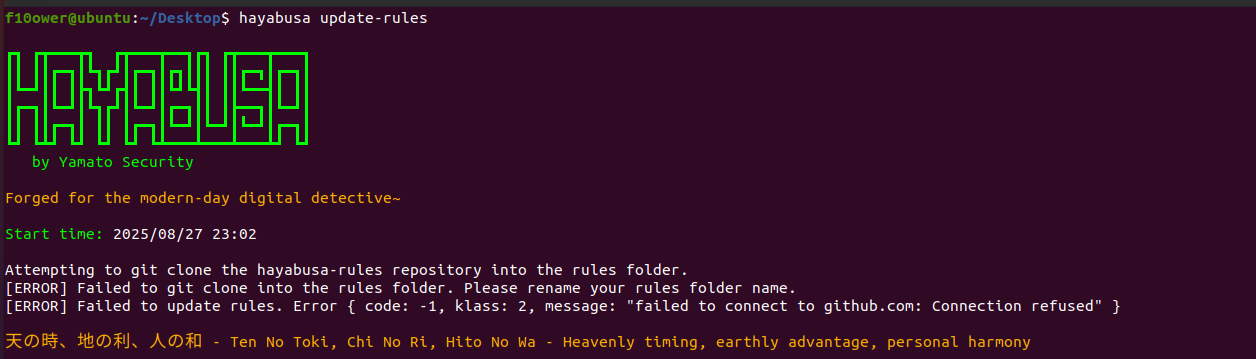 f10ower@ubuntu:~/Desktop$ hayabusa update-rules
HAYABUSA
by Yamato Security
Forged for the modern-day digital detective~
Start time: 2025/08/27 23:02
Attempting to git clone the hayabusa-rules repository into the rules folder.
[ERROR] Failed to git clone into the rules folder. Please rename your rules folder name.
[ERROR] Failed to update rules. Error { code: -1, klass: 2, message: "failed to connect to github.com: Connection refused" }
天の時、地の利、人の和 - Ten No Toki, Chi No Ri, Hito No Wa - Heavenly timing, earthly advantage, personal harmony